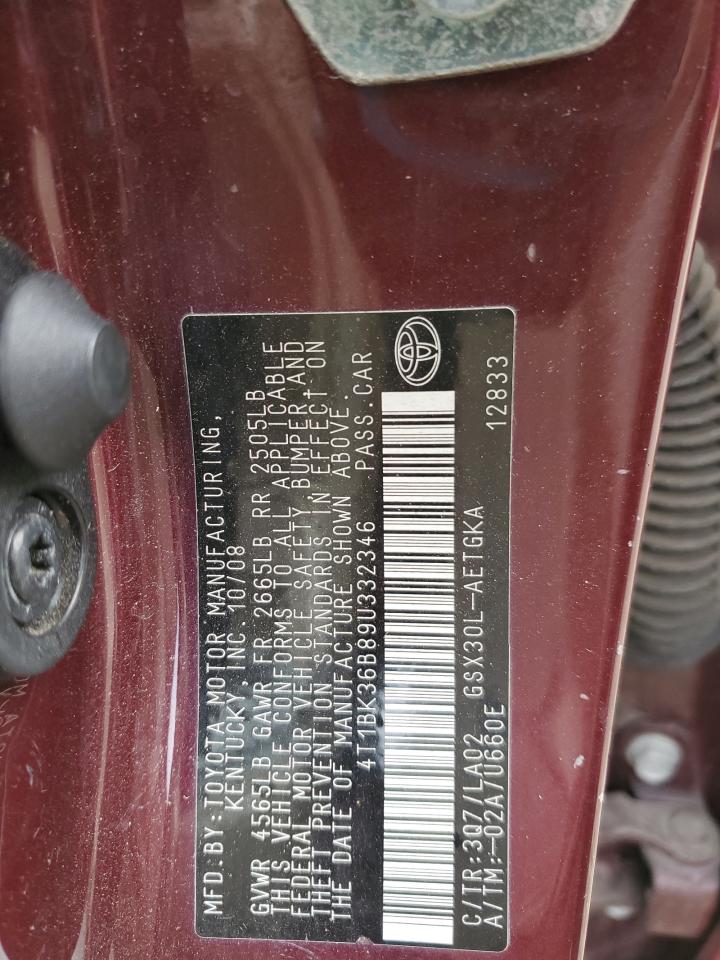 MFD.BY:TOYOTA MOTOR MANUFACTURING,
KENTUCKY, INC. 10/08
GVWR 4565LB GAWR FR 2665LB RR 2505LB
THIS VEHICLE CONFORMS TO ALL APPLICABLE
FEDERAL MOTOR VEHICLE SAFETY, BUMPER, AND
THEFT PREVENTION STANDARDS IN EFFECT ON
THE DATE OF MANUFACTURE SHOWN ABOVE.
4T1BK36B89U332346 PASS.CAR
C/TR:3Q7/LA02 GSX30L-AETGKA
A/TM:-02A/U660E 12833